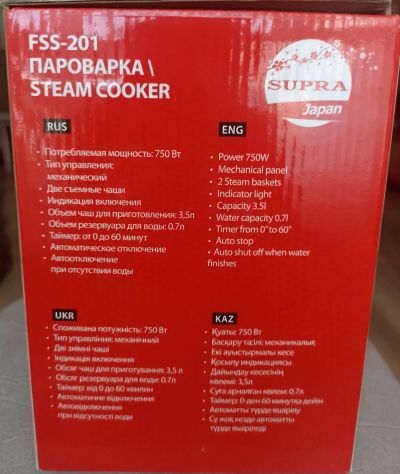 FSS-201
ПАРОВАРКА \
STEAM COOKER
SUPRA
Japan
RUS
• Потребляемая мощность: 750 Вт
• Тип управления:
механический
• Две съемные чаши
• Индикация включения
• Объем чаш для приготовления: 3,5л
• Объем резервуара для воды: 0.7л
• Таймер: от 0 до 60 минут
• Автоматическое отключение
• Автоотключение
при отсутствии воды
ENG
• Power 750W
• Mechanical panel
• 2 Steam baskets
• Indicator light
• Capacity 3.5l
• Water capacity 0.7l
• Timer from 0" to 60"
• Auto stop
• Auto shut off when water
finishes
UKR
• Споживана потужність: 750 Вт
• Тип управління: механічний
• Дві знімні чаші
• Індікація включення
• Обсяг чаш для приготування: 3,5 л
• Обсяг резервуара для води: 0.7л
• Таймер: від 0 до 60 хвилин
• Автоматичне відключення
• Автовідключення
при відсутності води
KAZ
• Қуаты: 750 Вт
• Басқару тәсілі: механикалық
• Екі ауыстырмалы кесе
• Қосылу индикациясы
• Дайындау кесесінің
көлемі: 3,5л
• Суға арналған көлем: 0.7л
• Таймер: 0-ден 60 минутқа дейін
• Автоматты түрде өшірілу
• Су жоқ кезде автоматты
түрде өшіріледі